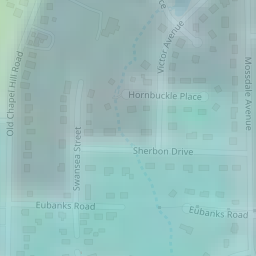 Victor Avenue
Old Chapel Hill Road
Mossdale Avenue
Hornbuckle Place
Swansea Street
Sherbon Drive
Eubanks Road
Eubanks Road